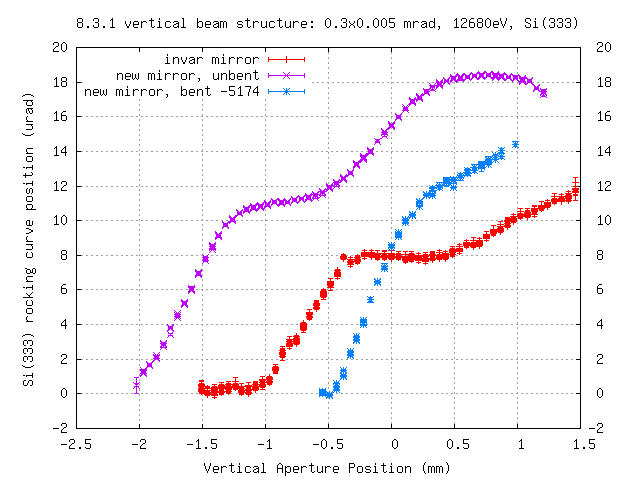 8.3.1 vertical beam structure: 0.3x0.005 mrad, 12680eV, Si(333)
invar mirror
new mirror, unbent
new mirror, bent -5174
20 20
18 18
16 16
14 14
12 12
10 10
8 8
6 6
4 4
2 2
0 0
-2 -2
-2.5 -2 -1.5 -1 -0.5 0 0.5 1 1.5
Si(333) rocking curve position (urad)
Vertical Aperture Position (mm)